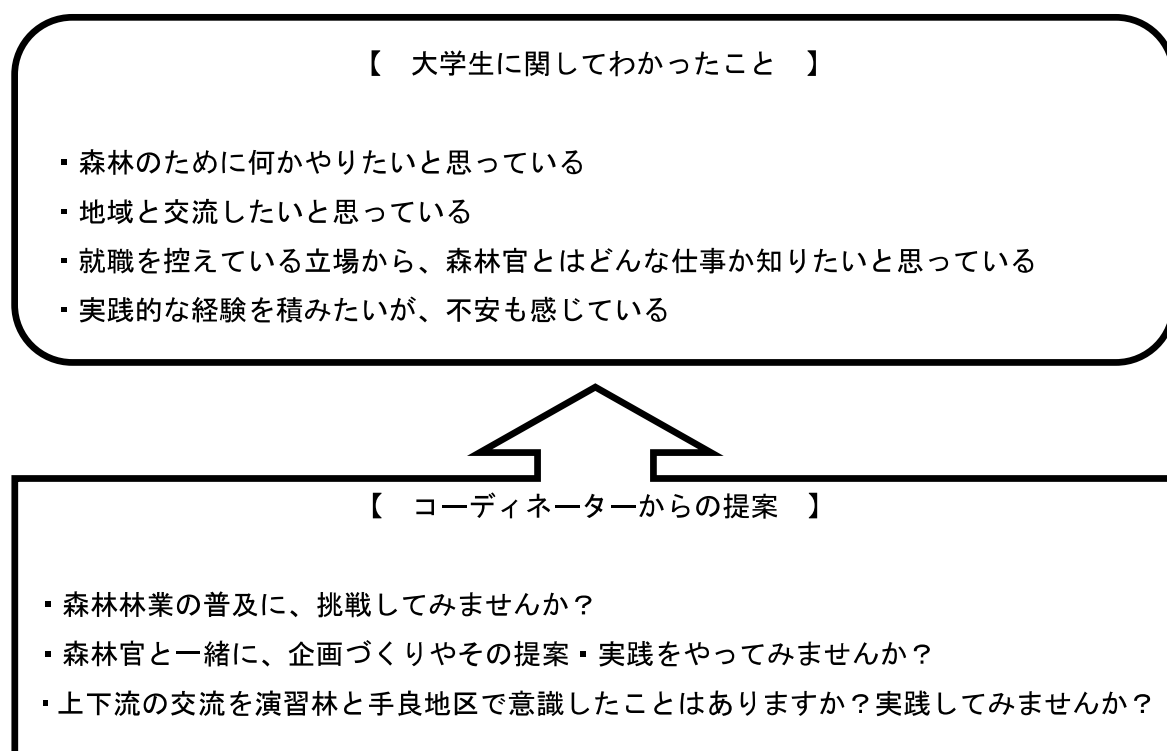 【　大学生に関してわかったこと　】
・森林のために何かやりたいと思っている
・地域と交流したいと思っている
・就職を控えている立場から、森林官とはどんな仕事か知りたいと思っている
・実践的な経験を積みたいが、不安も感じている
【　コーディネーターからの提案　】
・森林林業の普及に、挑戦してみませんか？
・森林官と一緒に、企画づくりやその提案・実践をやってみませんか？
・上下流の交流を演習林と手良地区で意識したことはありますか？実践してみませんか？